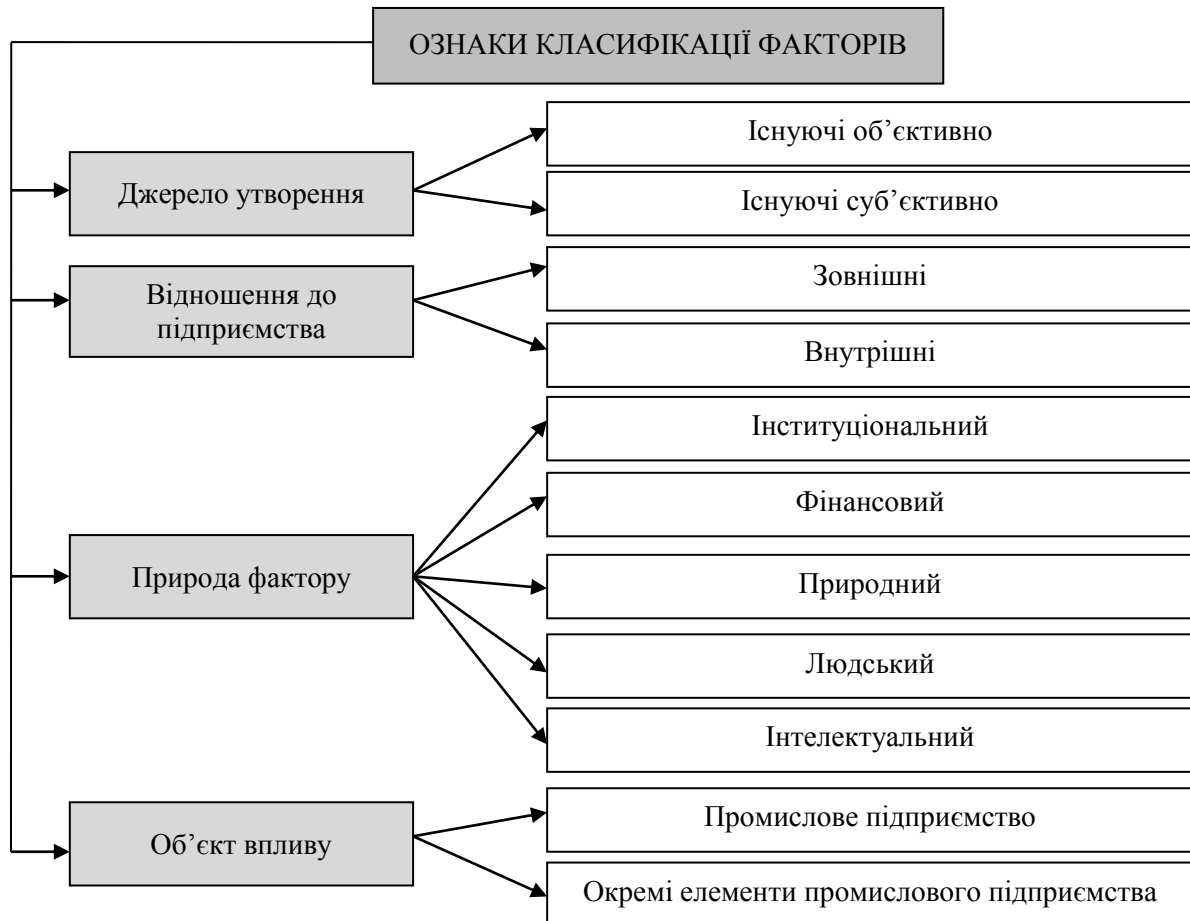 ОЗНАКИ КЛАСИФІКАЦІЇ ФАКТОРІВ
Джерело утворення
Існуючі об’єктивно
Існуючі суб’єктивно
Відношення до
підприємства
Зовнішні
Внутрішні
Природа фактору
Інституціональний
Фінансовий
Природний
Людський
Інтелектуальний
Об’єкт впливу
Промислове підприємство
Окремі елементи промислового підприємства